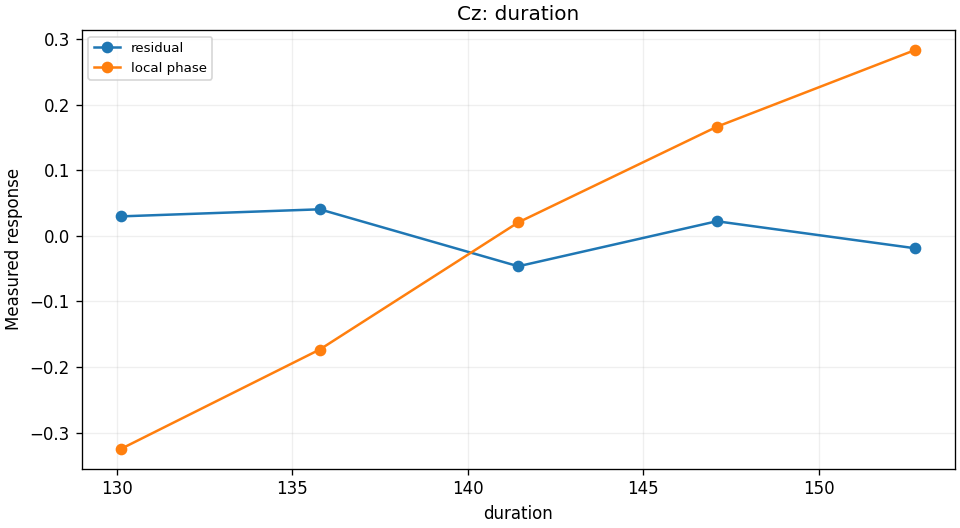 Cz: duration
residual
local phase
Measured response
0.3
0.2
0.1
0.0
−0.1
−0.2
−0.3
130
135
140
145
150
duration